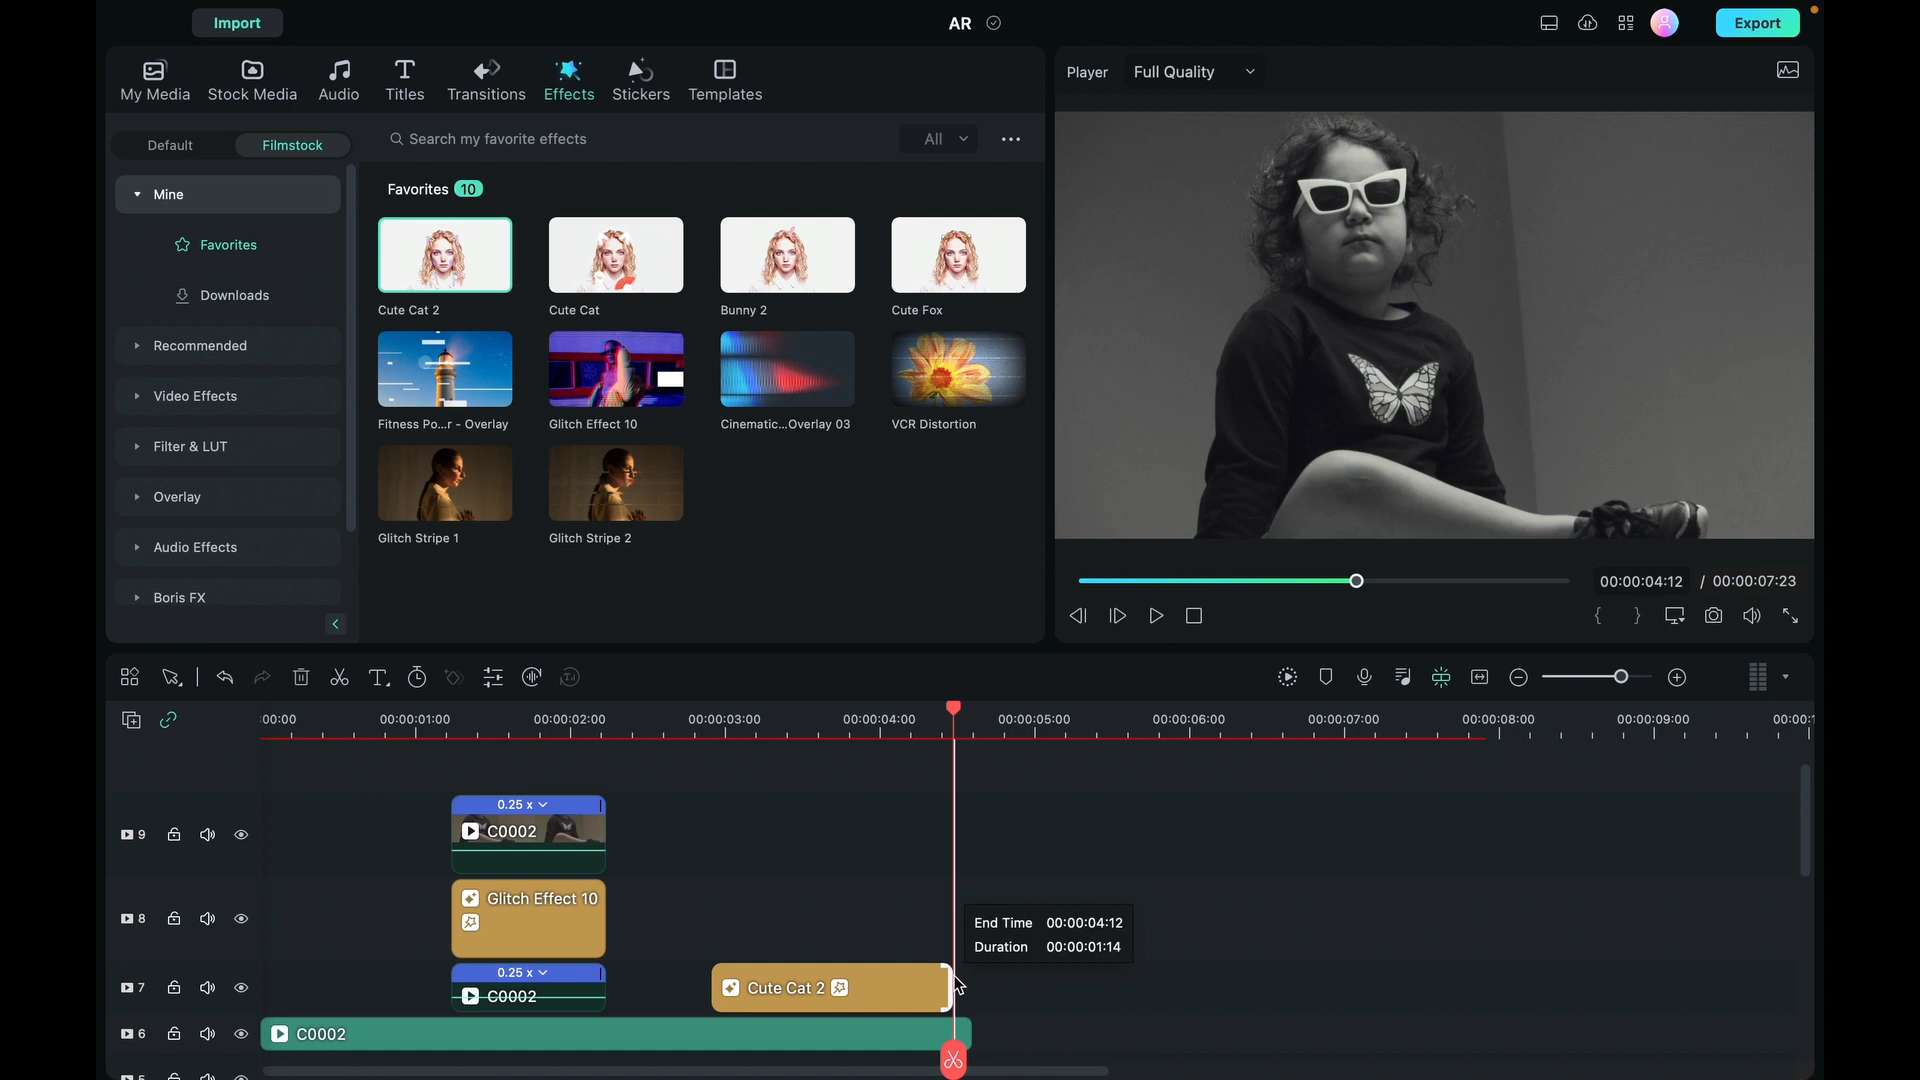 Import
AR
Export
My Media
Stock Media
Audio
Titles
Transitions
Effects
Stickers
Templates
Player
Full Quality
Default
Filmstock
Search my favorite effects
All
Mine
Favorites
Downloads
Recommended
Video Effects
Filter & LUT
Overlay
Audio Effects
Boris FX
Favorites 10
Cute Cat 2
Cute Cat
Bunny 2
Cute Fox
Fitness Po...r - Overlay
Glitch Effect 10
Cinematic...Overlay 03
VCR Distortion
Glitch Stripe 1
Glitch Stripe 2
00:00:04:12 / 00:00:07:23
:00:00
00:00:01:00
00:00:02:00
00:00:03:00
00:00:04:00
00:00:05:00
00:00:06:00
00:00:07:00
00:00:08:00
00:00:09:00
00:00:1
9
0.25 x
C0002
8
Glitch Effect 10
End Time 00:00:04:12
Duration 00:00:01:14
7
0.25 x
C0002
Cute Cat 2
6
C0002
5